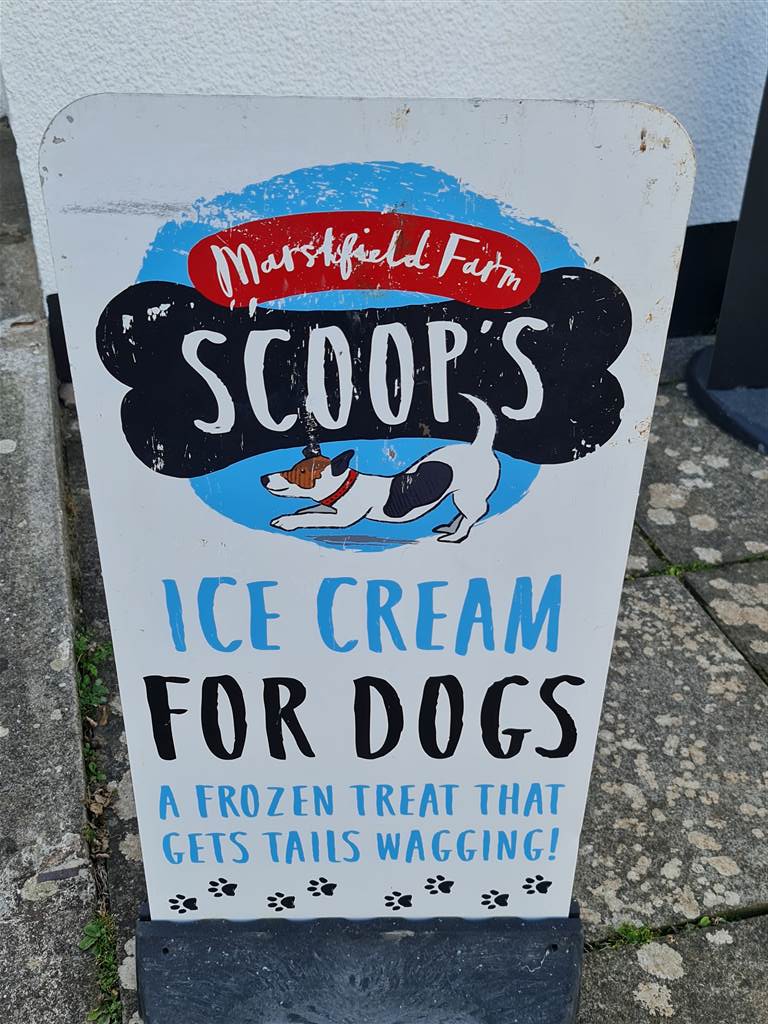 Marshfield Farm
SCOOP'S
ICE CREAM
FOR DOGS
A FROZEN TREAT THAT
GETS TAILS WAGGING!